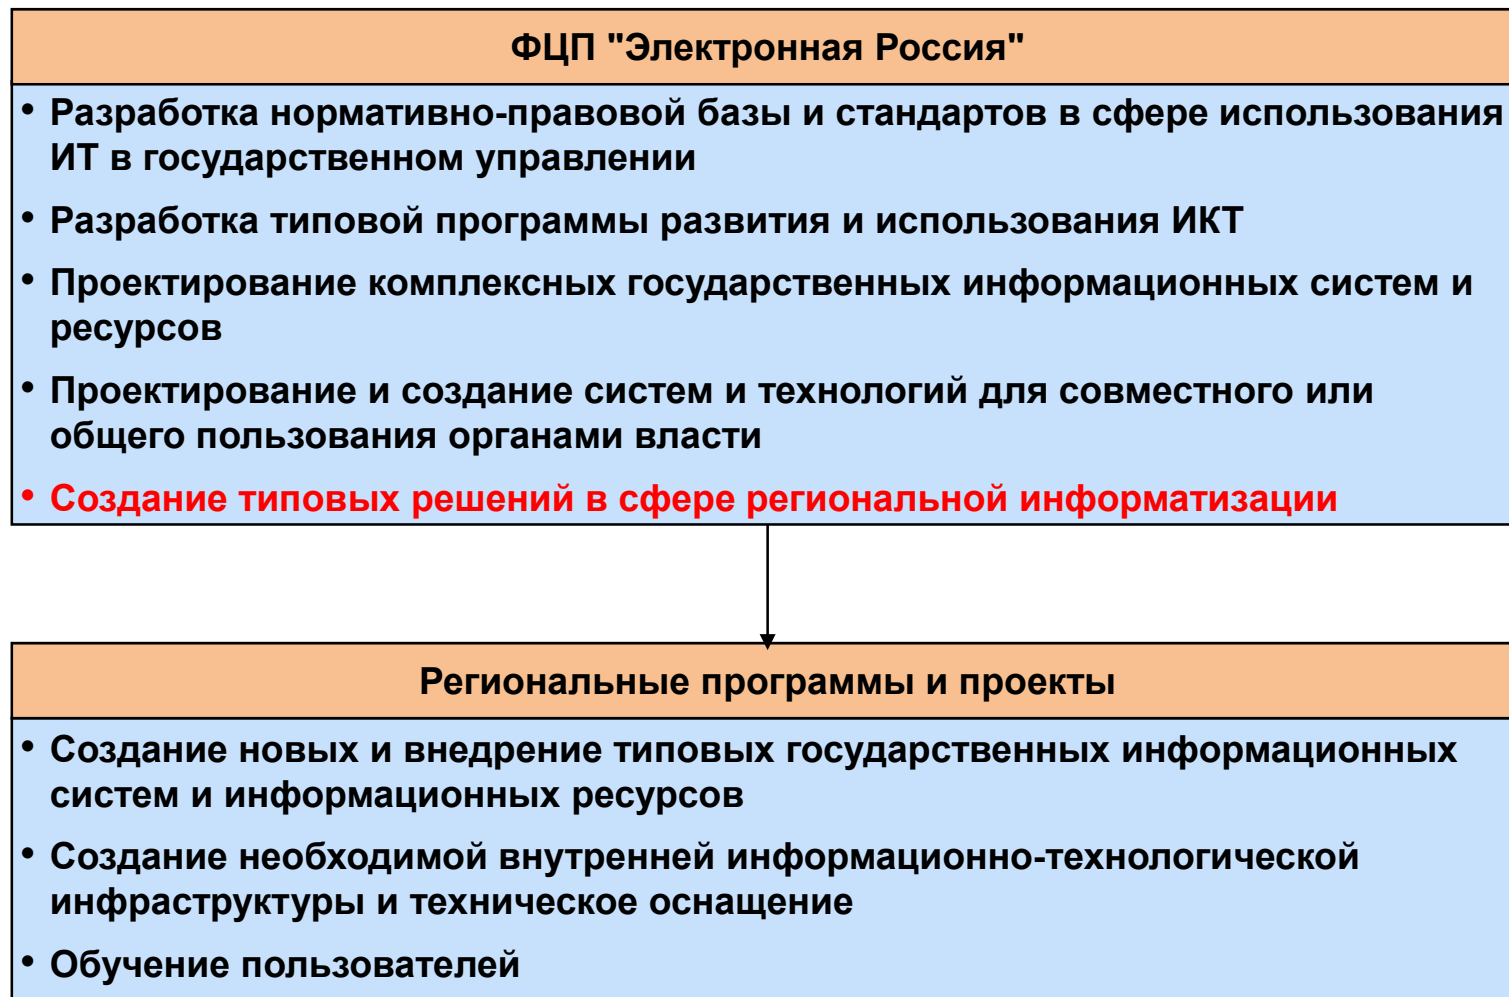 ФЦП "Электронная Россия"
• Разработка нормативно-правовой базы и стандартов в сфере использования
ИТ в государственном управлении
• Разработка типовой программы развития и использования ИКТ
• Проектирование комплексных государственных информационных систем и
ресурсов
• Проектирование и создание систем и технологий для совместного или
общего пользования органами власти
• Создание типовых решений в сфере региональной информатизации
Региональные программы и проекты
• Создание новых и внедрение типовых государственных информационных
систем и информационных ресурсов
• Создание необходимой внутренней информационно-технологической
инфраструктуры и техническое оснащение
• Обучение пользователей